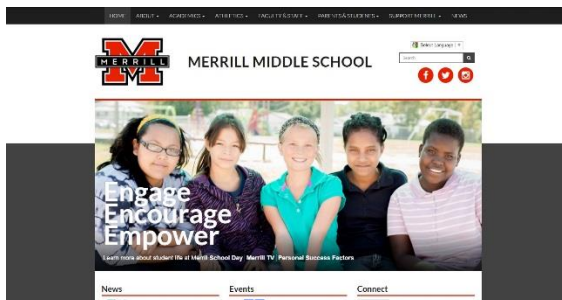 HOME ABOUT ACADEMICS ATHLETICS FACULTY & STAFF PARENTS & STUDENTS SUPPORT MERRILL NEWS
M
MERRILL
MERRILL MIDDLE SCHOOL
Select Language
Search
Engage
Encourage
Empower
Learn more about student life at Merrill: School Day | Merrill TV | Personal Success Factors
News Events Connect